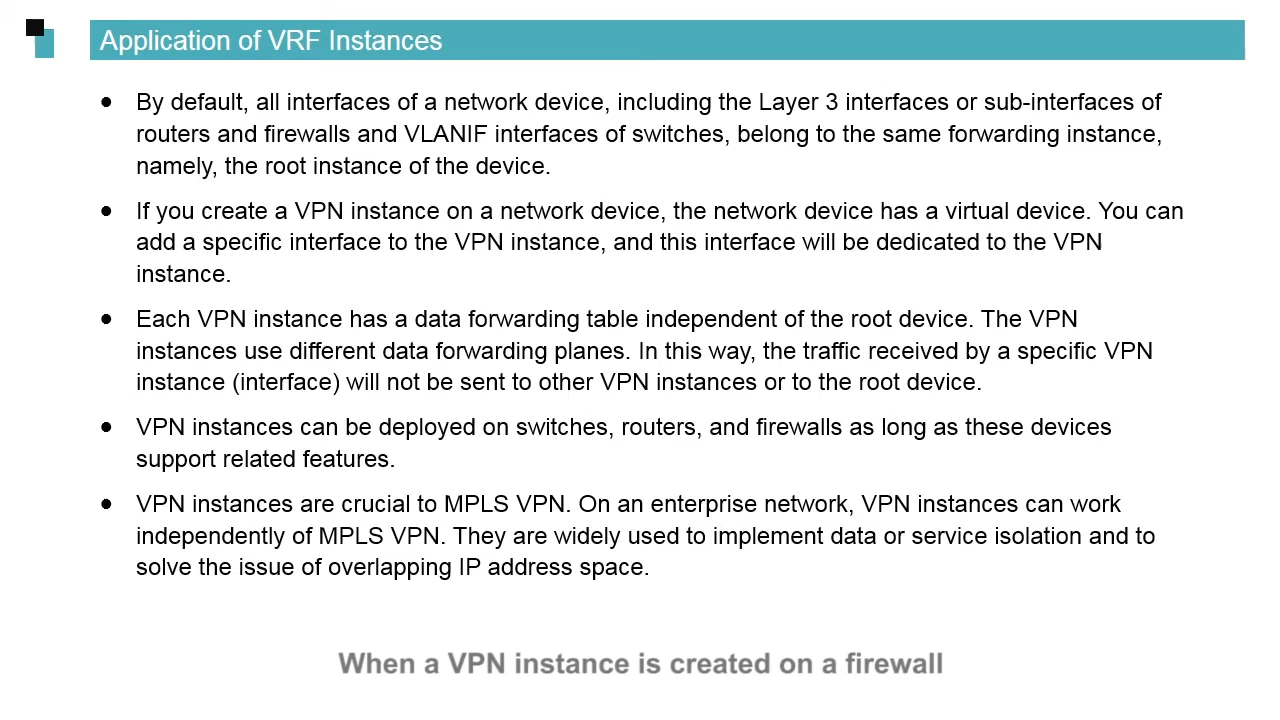 Application of VRF Instances
● By default, all interfaces of a network device, including the Layer 3 interfaces or sub-interfaces of
routers and firewalls and VLANIF interfaces of switches, belong to the same forwarding instance,
namely, the root instance of the device.
● If you create a VPN instance on a network device, the network device has a virtual device. You can
add a specific interface to the VPN instance, and this interface will be dedicated to the VPN
instance.
● Each VPN instance has a data forwarding table independent of the root device. The VPN
instances use different data forwarding planes. In this way, the traffic received by a specific VPN
instance (interface) will not be sent to other VPN instances or to the root device.
● VPN instances can be deployed on switches, routers, and firewalls as long as these devices
support related features.
● VPN instances are crucial to MPLS VPN. On an enterprise network, VPN instances can work
independently of MPLS VPN. They are widely used to implement data or service isolation and to
solve the issue of overlapping IP address space.
When a VPN instance is created on a firewall